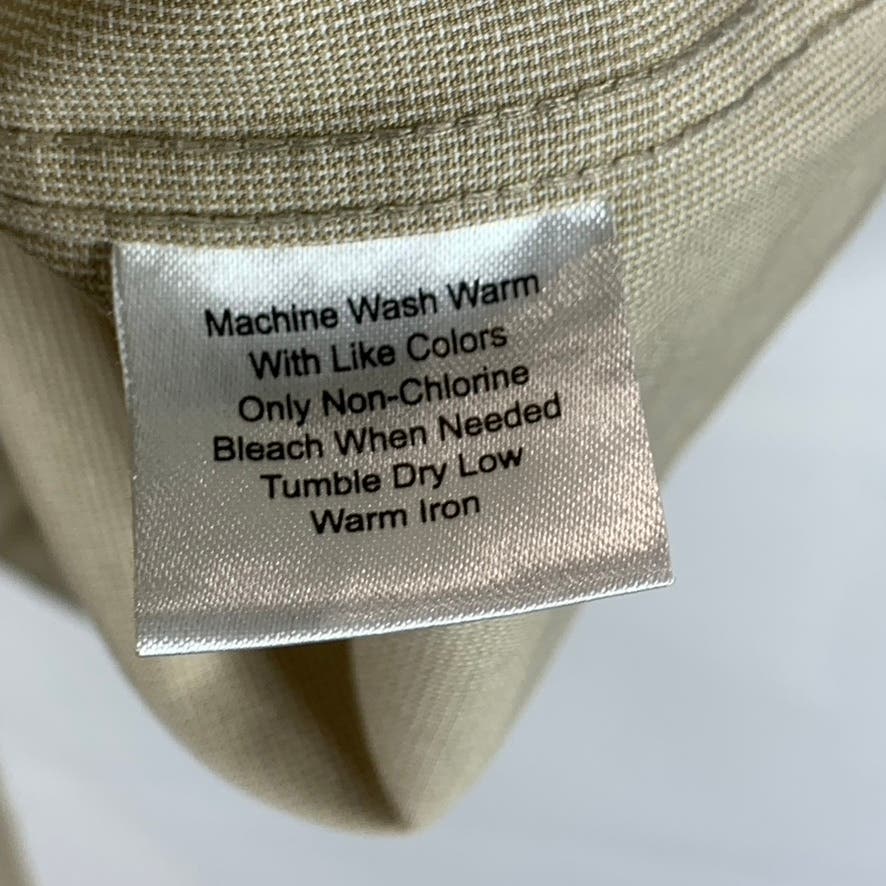 Machine Wash Warm
With Like Colors
Only Non-Chlorine
Bleach When Needed
Tumble Dry Low
Warm Iron